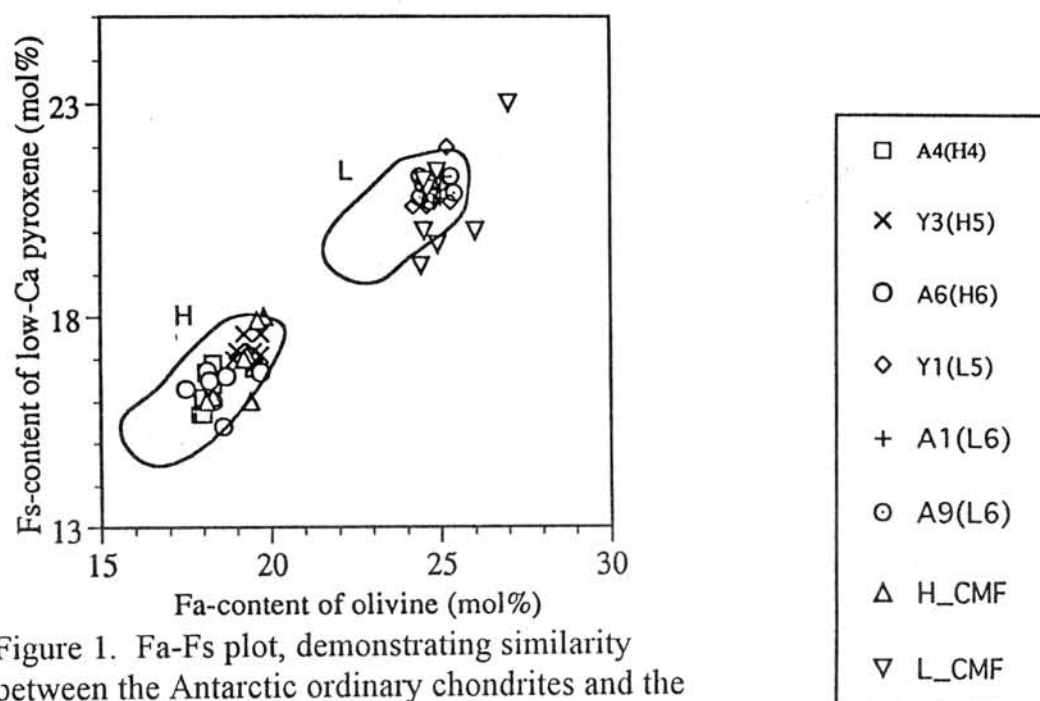 Fs-content of low-Ca pyroxene (mol%)
23
18
13
L
H
15
20
25
30
Fa-content of olivine (mol%)
A4(H4)
Y3(H5)
A6(H6)
Y1(L5)
A1(L6)
A9(L6)
H_CMF
L_CMF
Figure 1. Fa-Fs plot, demonstrating similarity
between the Antarctic ordinary chondrites and the